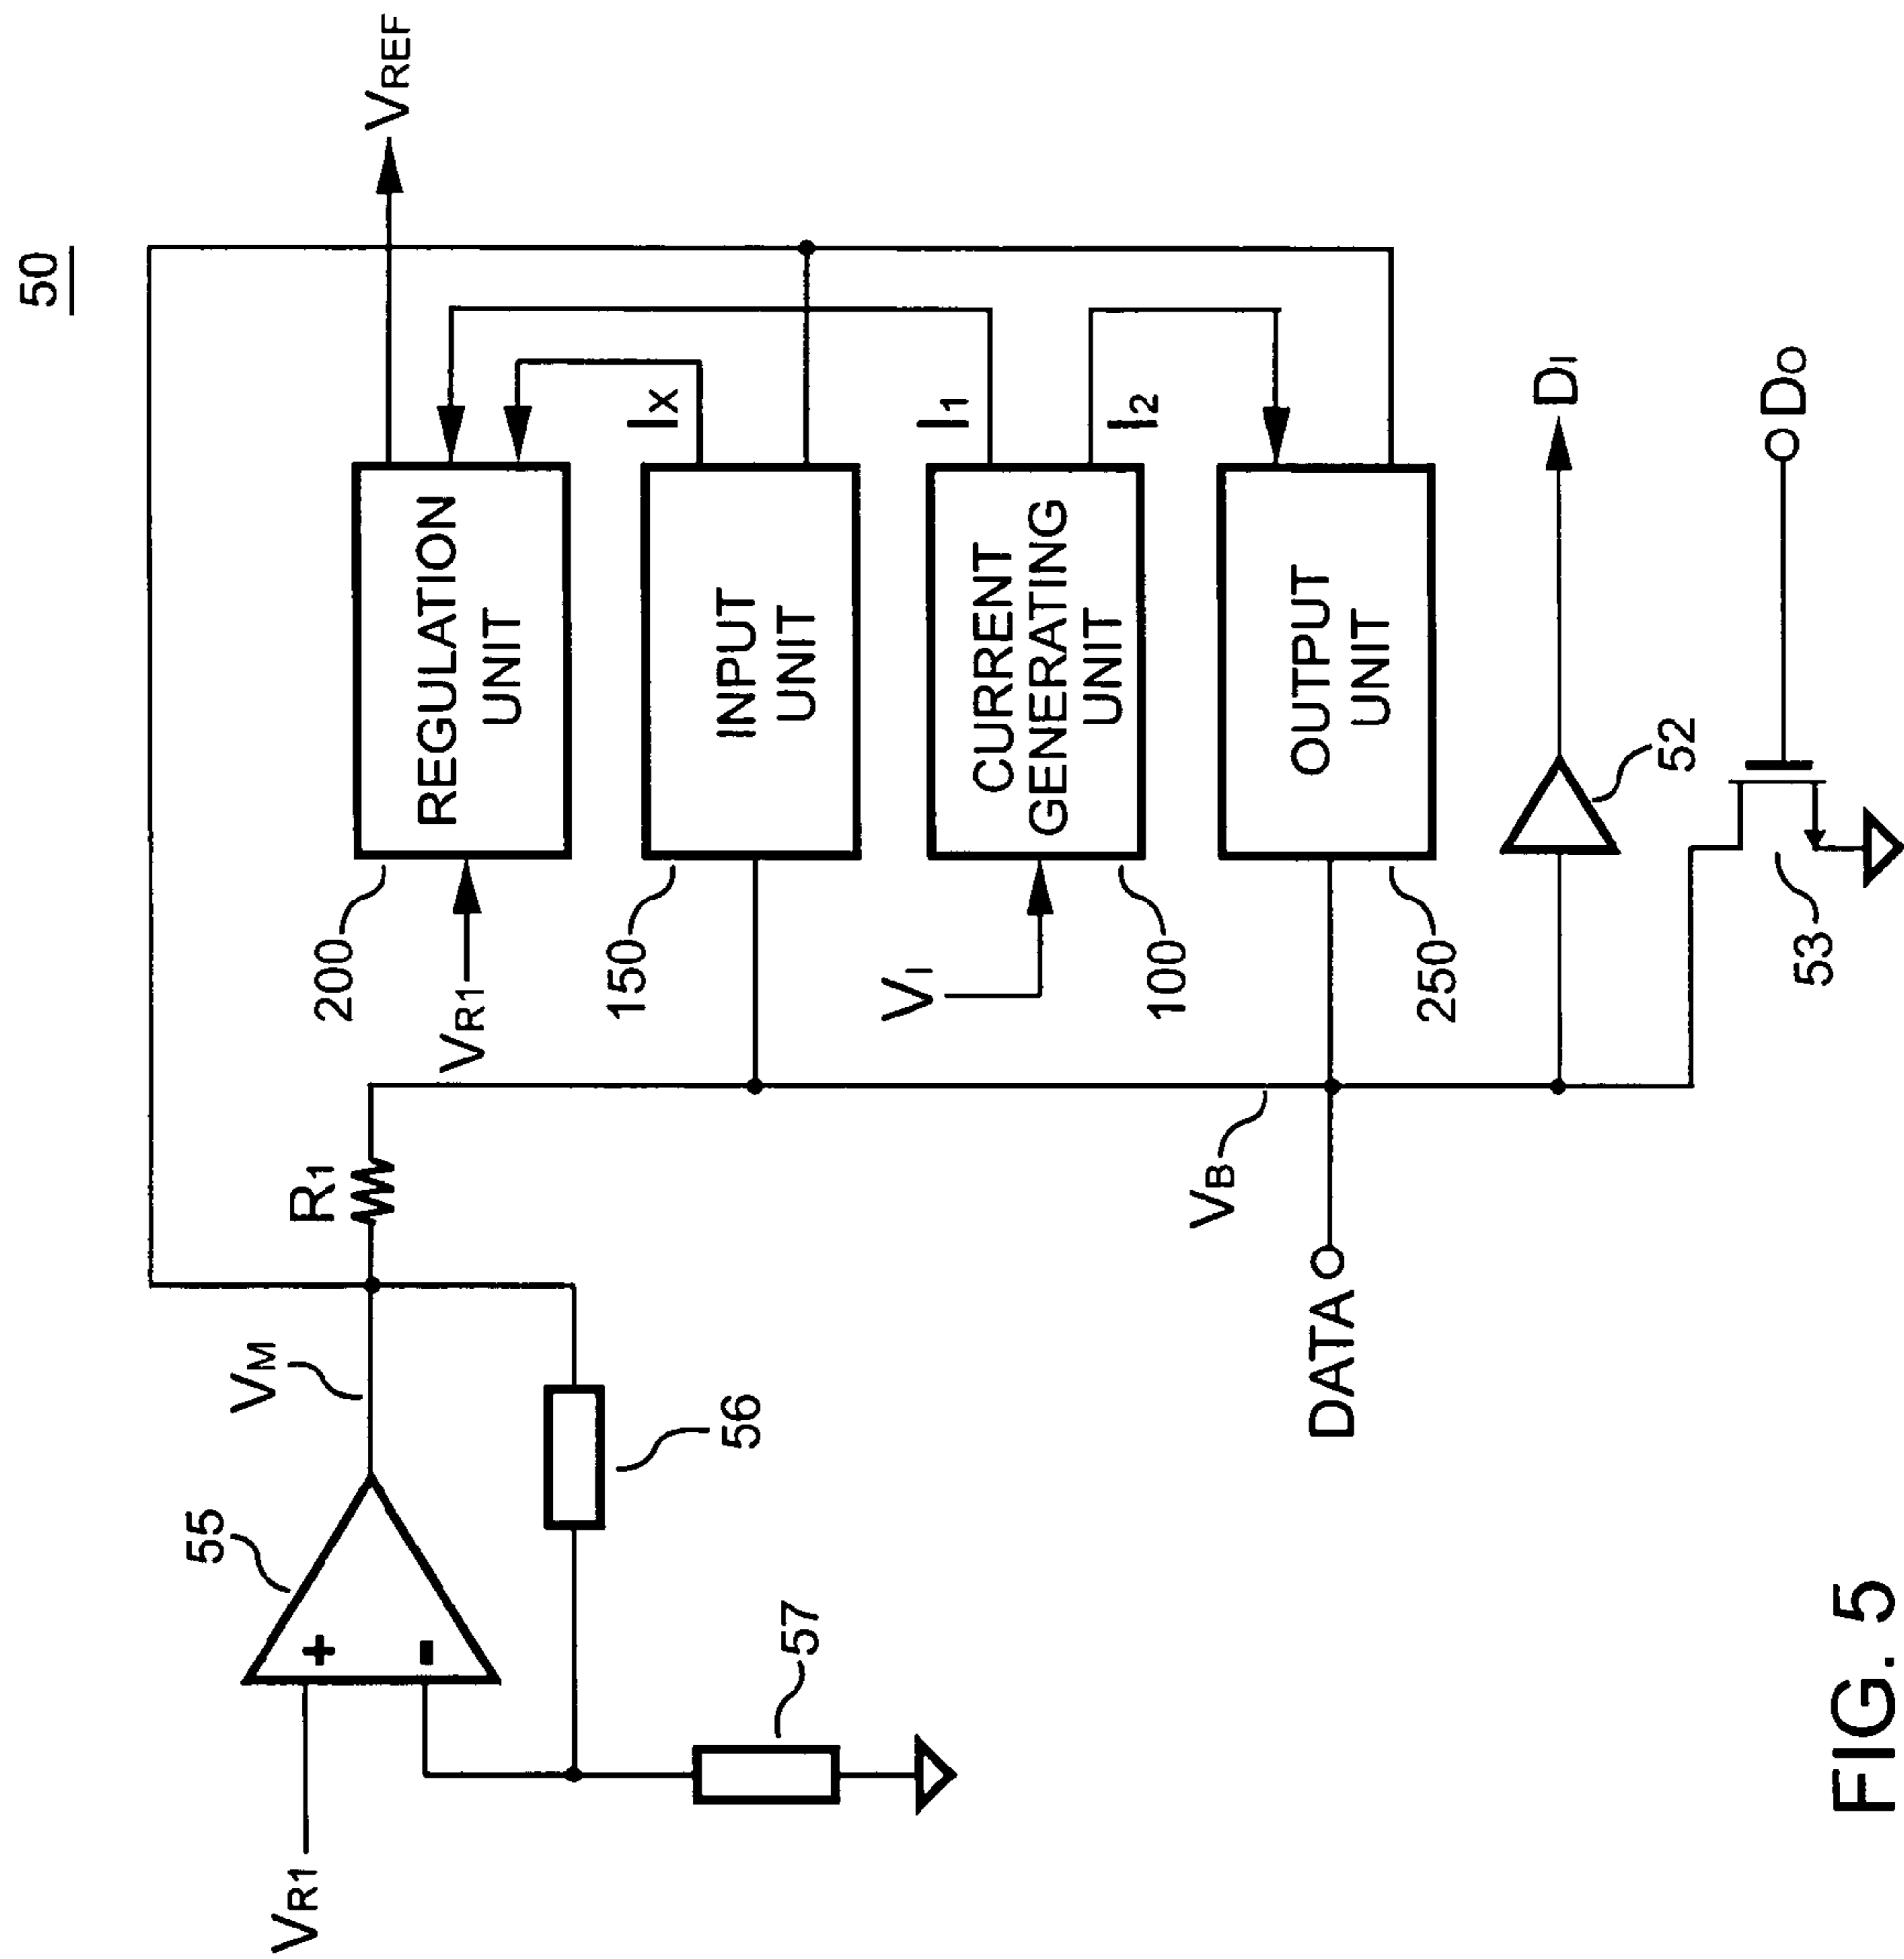 50
VREF
VR1
55
VM
R1
200
VR1
REGULATION
UNIT
IX
56
57
150
INPUT
UNIT
VI
I1
100
CURRENT
GENERATING
UNIT
I2
VB
DATA
250
OUTPUT
UNIT
52
DI
53
DO
+
-
FIG. 5